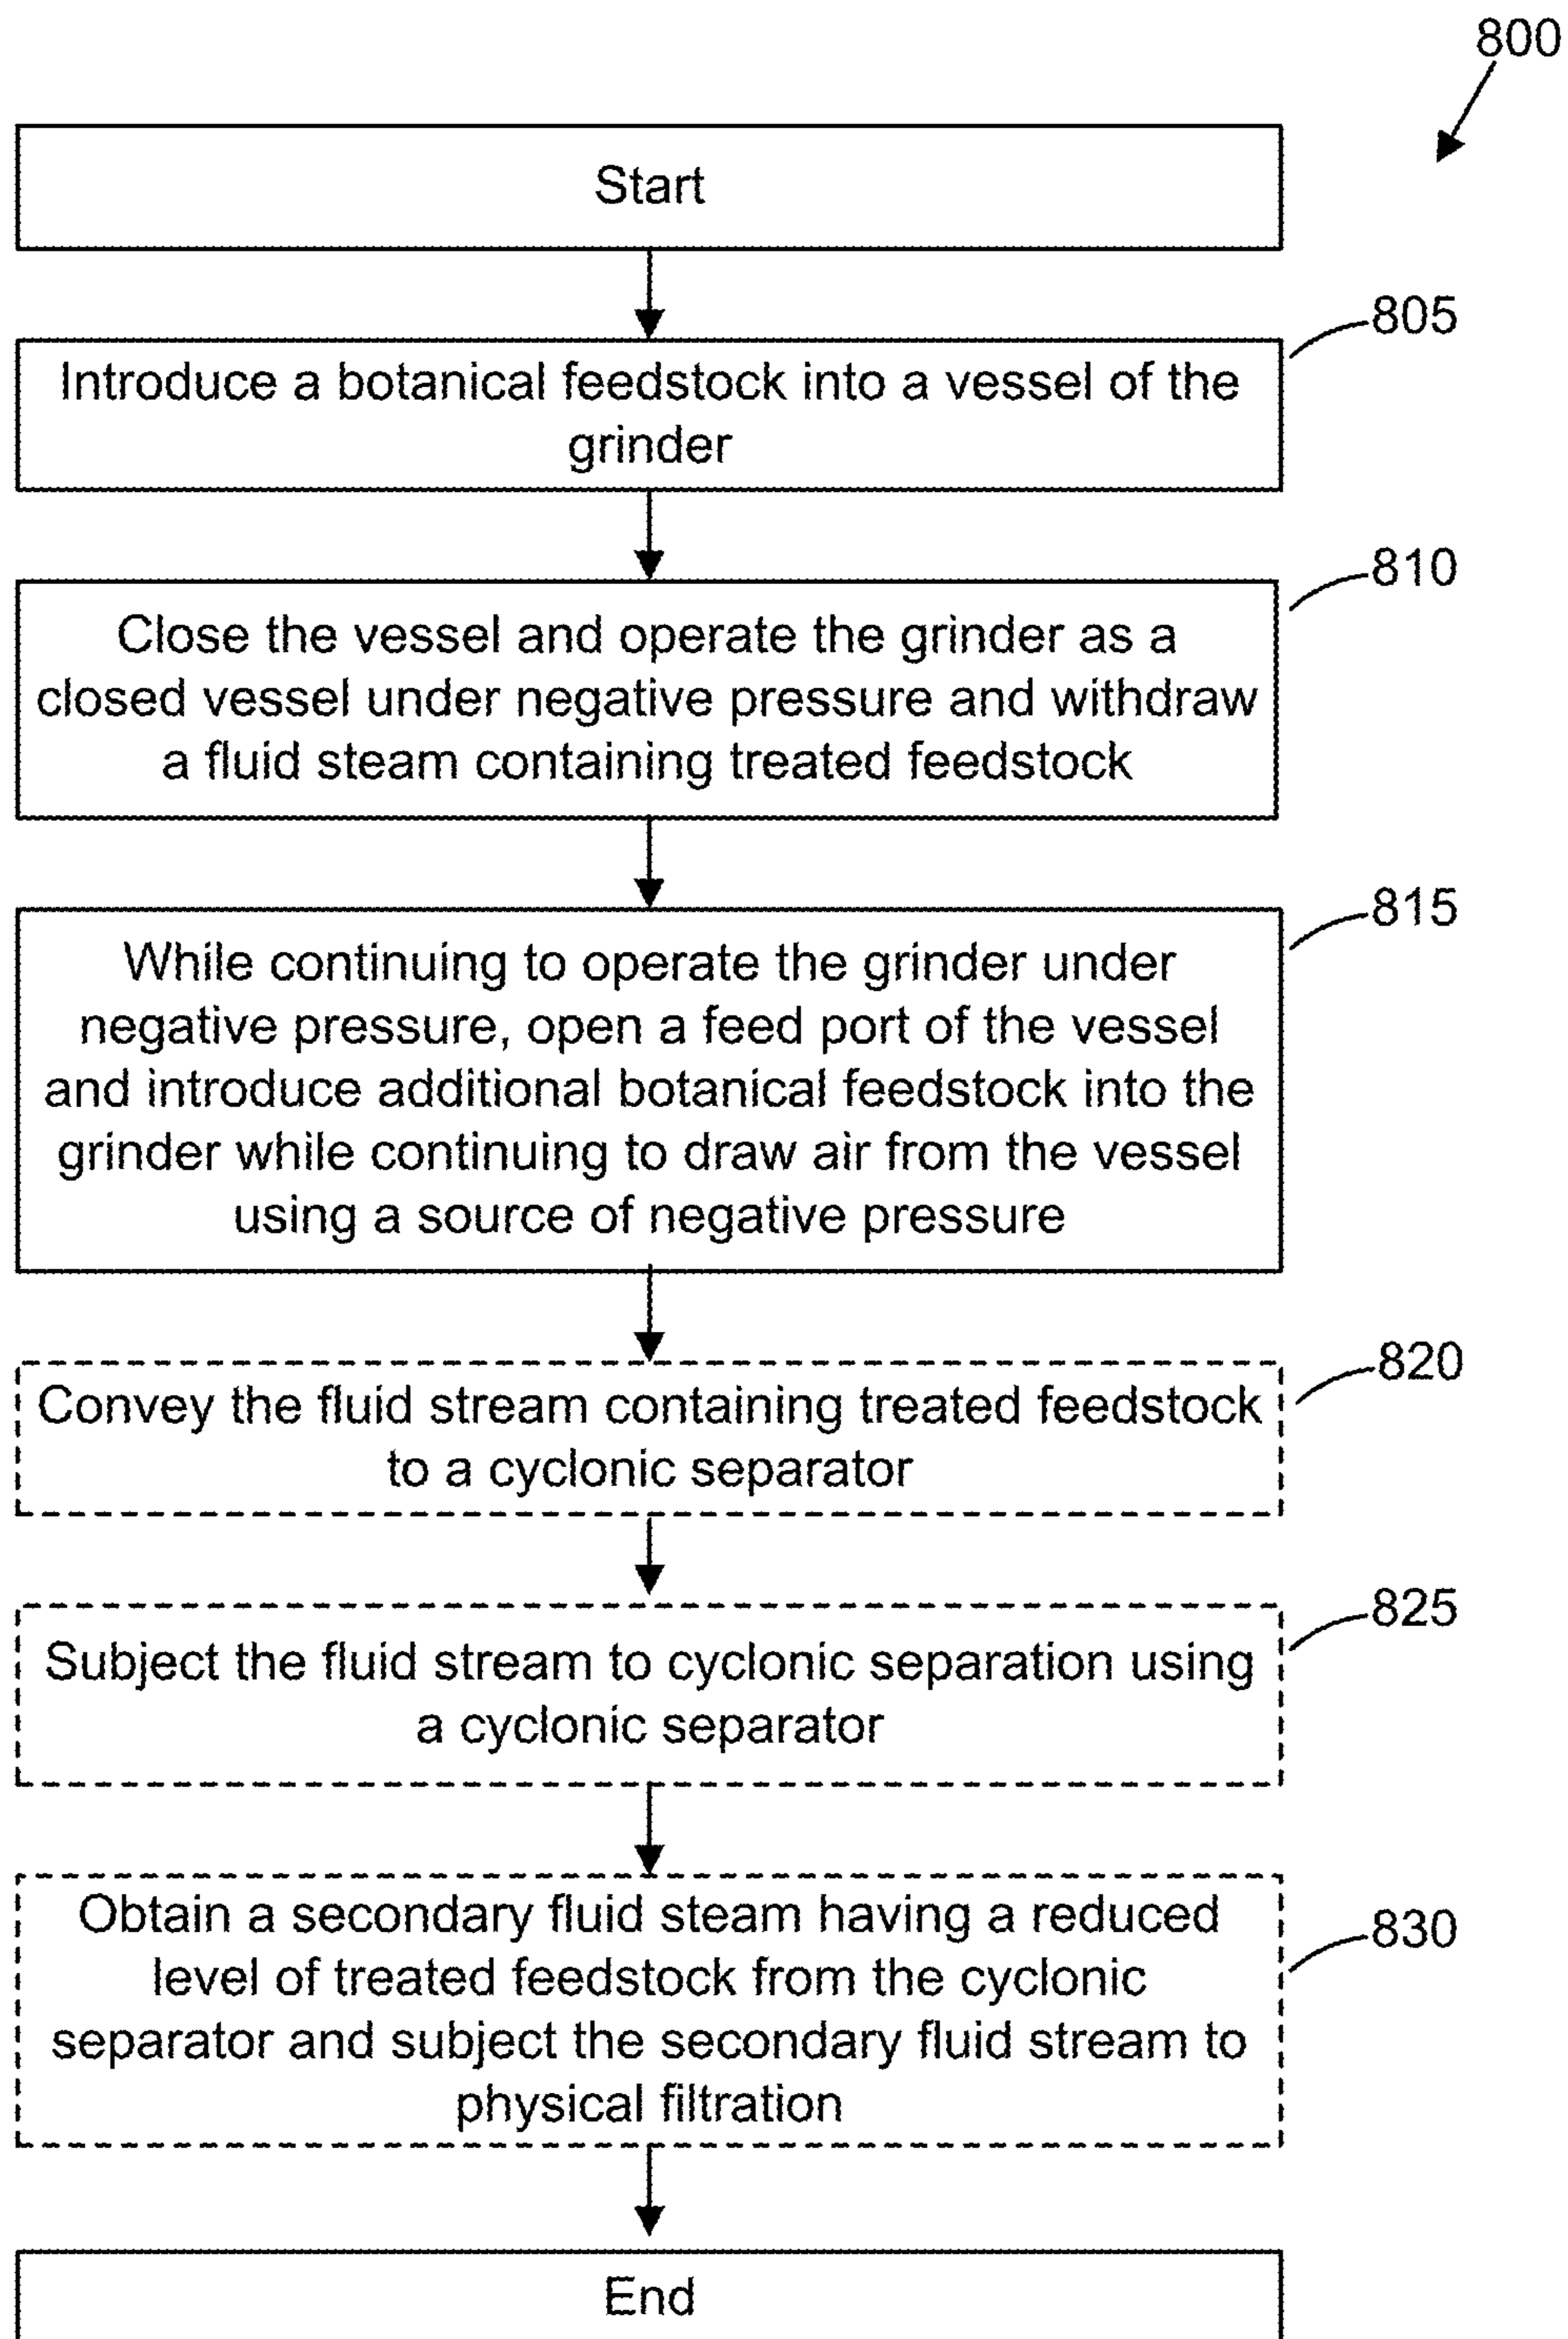 800
Start
805
Introduce a botanical feedstock into a vessel of the
grinder
810
Close the vessel and operate the grinder as a
closed vessel under negative pressure and withdraw
a fluid steam containing treated feedstock
815
While continuing to operate the grinder under
negative pressure, open a feed port of the vessel
and introduce additional botanical feedstock into the
grinder while continuing to draw air from the vessel
using a source of negative pressure
820
Convey the fluid stream containing treated feedstock
to a cyclonic separator
825
Subject the fluid stream to cyclonic separation using
a cyclonic separator
830
Obtain a secondary fluid steam having a reduced
level of treated feedstock from the cyclonic
separator and subject the secondary fluid stream to
physical filtration
End